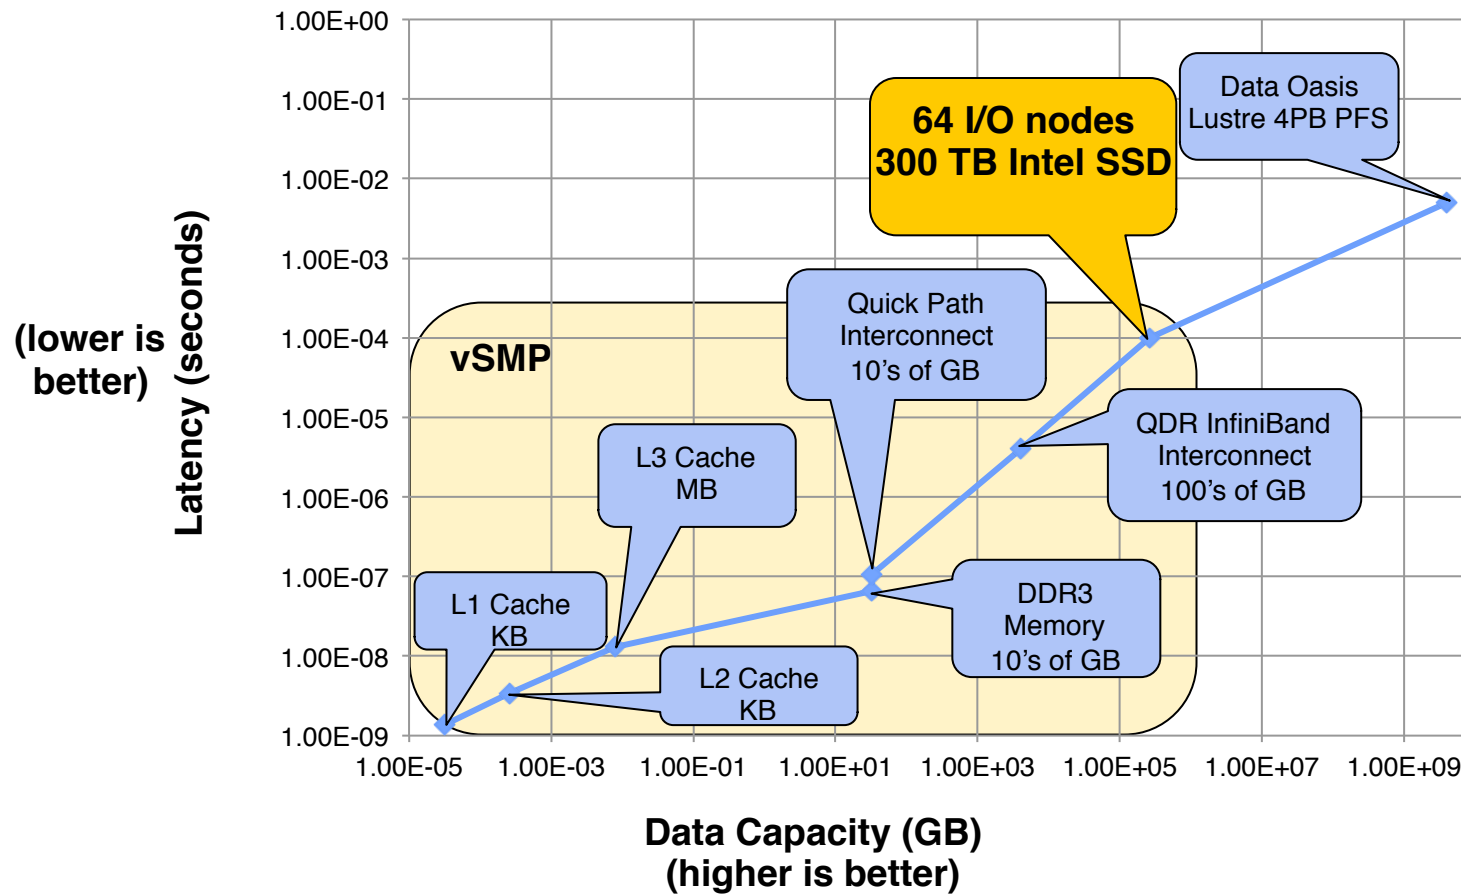 1.00E+00
1.00E-01
1.00E-02
1.00E-03
1.00E-04
1.00E-05
1.00E-06
1.00E-07
1.00E-08
1.00E-09
(lower is
better)
Latency (seconds)
Data Oasis
Lustre 4PB PFS
64 I/O nodes
300 TB Intel SSD
Quick Path
Interconnect
10's of GB
vSMP
QDR InfiniBand
Interconnect
100's of GB
L3 Cache
MB
L1 Cache
KB
DDR3
Memory
10's of GB
L2 Cache
KB
1.00E-05
1.00E-03
1.00E-01
1.00E+01
1.00E+03
1.00E+05
1.00E+07
1.00E+09
Data Capacity (GB)
(higher is better)